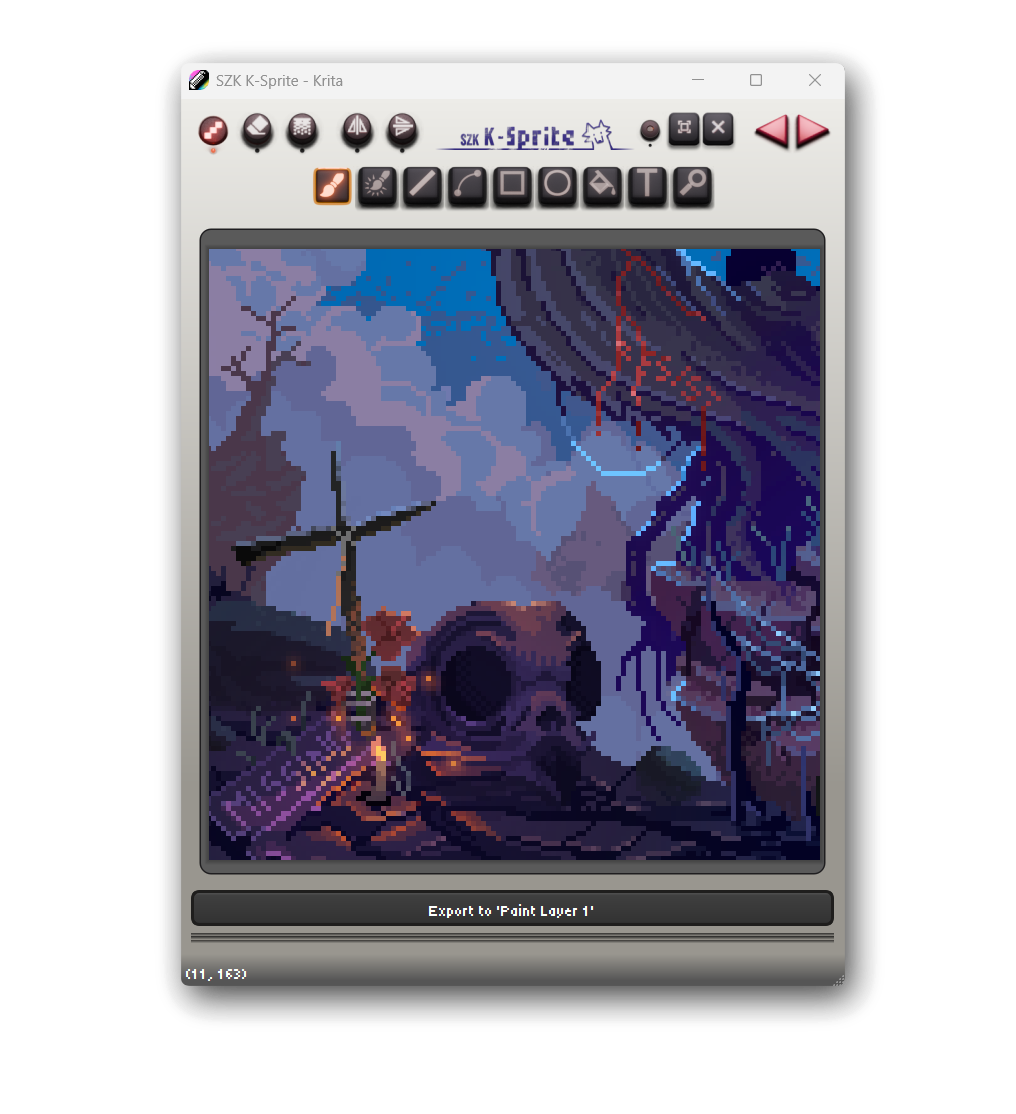 SZK K-Sprite - Krita
SZK K-Sprite
T
Export to 'Paint Layer 1'
(11, 163)